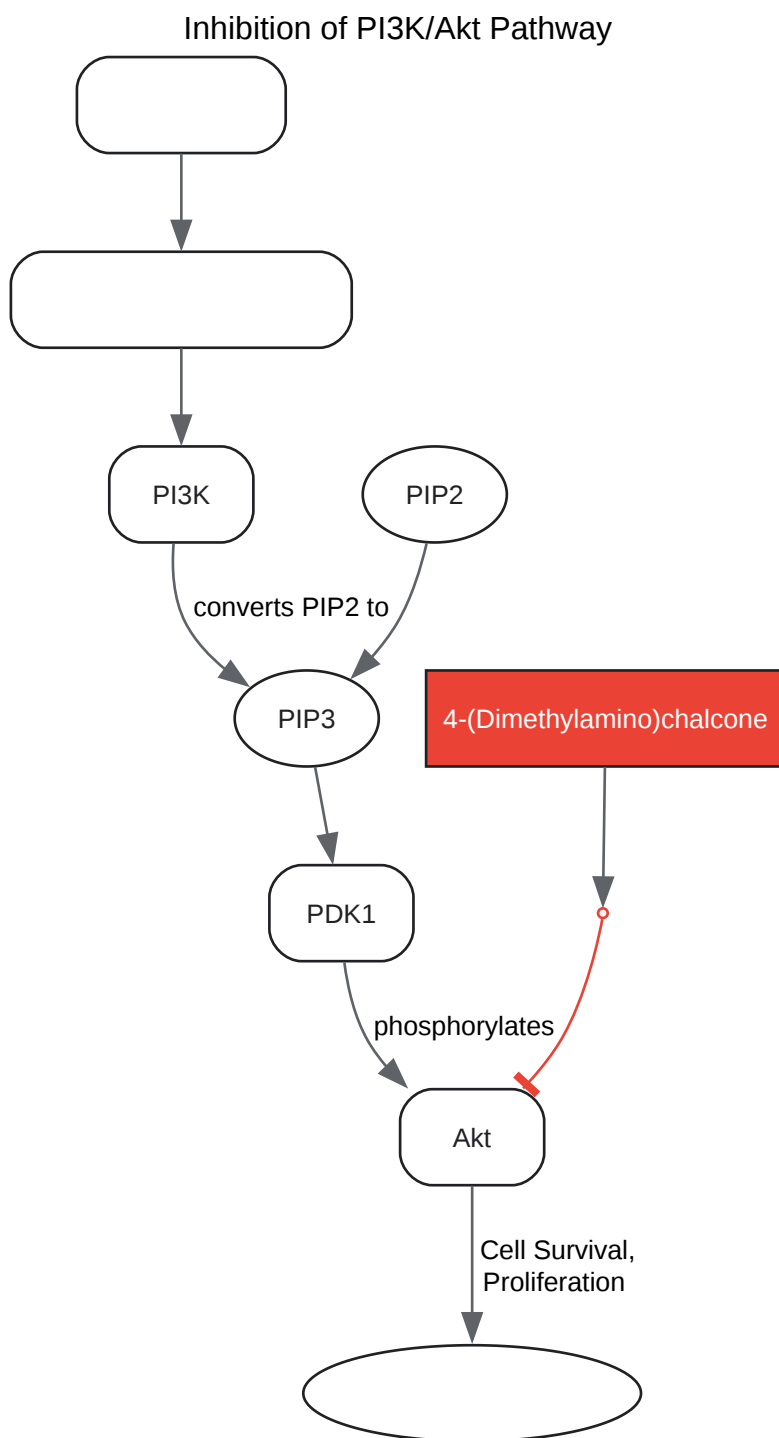 Inhibition of PI3K/Akt Pathway
PI3K
PIP2
converts PIP2 to
PIP3
4-(Dimethylamino)chalcone
PDK1
phosphorylates
Akt
Cell Survival,
Proliferation